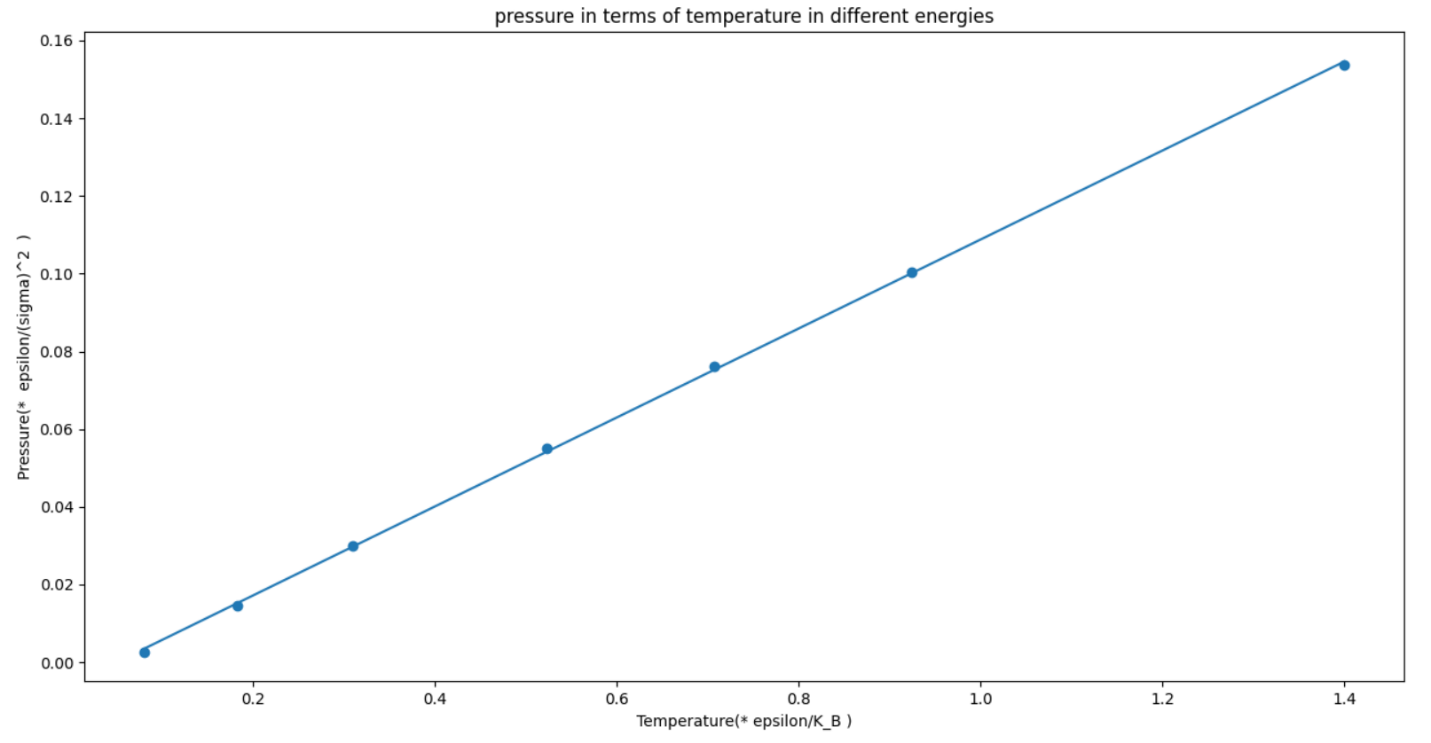 pressure in terms of temperature in different energies
0.16
0.14
0.12
0.10
0.08
0.06
0.04
0.02
0.00
Pressure(* epsilon/(sigma)^2 )
0.2 0.4 0.6 0.8 1.0 1.2 1.4
Temperature(* epsilon/K_B )